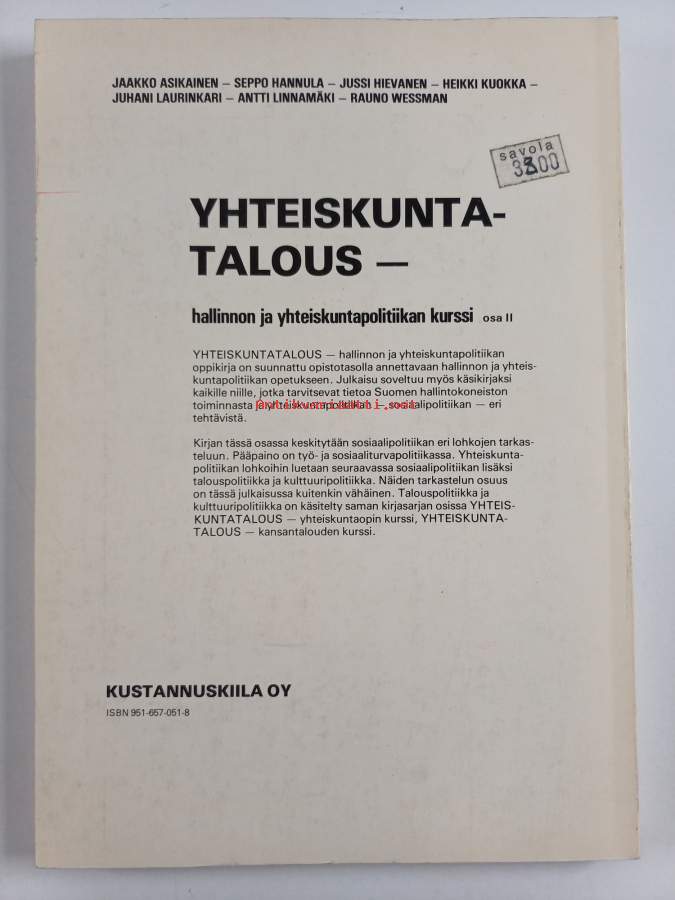 JAAKKO ASIKAINEN – SEPPO HANNULA – JUSSI HIEVANEN – HEIKKI KUOKKA –
JUHANI LAURINKARI – ANTTI LINNAMÄKI – RAUNO WESSMAN
savola
YHTEISKUNTA-
TALOUS —
hallinnon ja yhteiskuntapolitiikan kurssi osa II
YHTEISKUNTATALOUS — hallinnon ja yhteiskuntapolitiikan
oppikirja on suunnattu opistotasolla annettavaan hallinnon ja yhteis-
kuntapolitiikan opetukseen. Julkaisu soveltuu myös käsikirjaksi
kaikille niille, jotka tarvitsevat tietoa Suomen hallintokoneiston
toiminnasta ja yhteiskuntapolitiikan — sosiaalipolitiikan — eri
tehtävistä.
Kirjan tässä osassa keskitytään sosiaalipolitiikan eri lohkojen tarkas-
teluun. Pääpaino on työ- ja sosiaaliturvapolitiikassa. Yhteiskunta-
politiikan lohkoihin luetaan seuraavassa sosiaalipolitiikan lisäksi
talouspolitiikka ja kulttuuripolitiikka. Näiden tarkastelun osuus
on tässä julkaisussa kuitenkin vähäinen. Talouspolitiikka ja
kulttuuripolitiikka on käsitelty saman kirjasarjan osissa YHTEIS-
KUNTATALOUS — yhteiskuntaopin kurssi, YHTEISKUNTA-
TALOUS — kansantalouden kurssi.
KUSTANNUSKIILA OY
ISBN 951-657-051-8